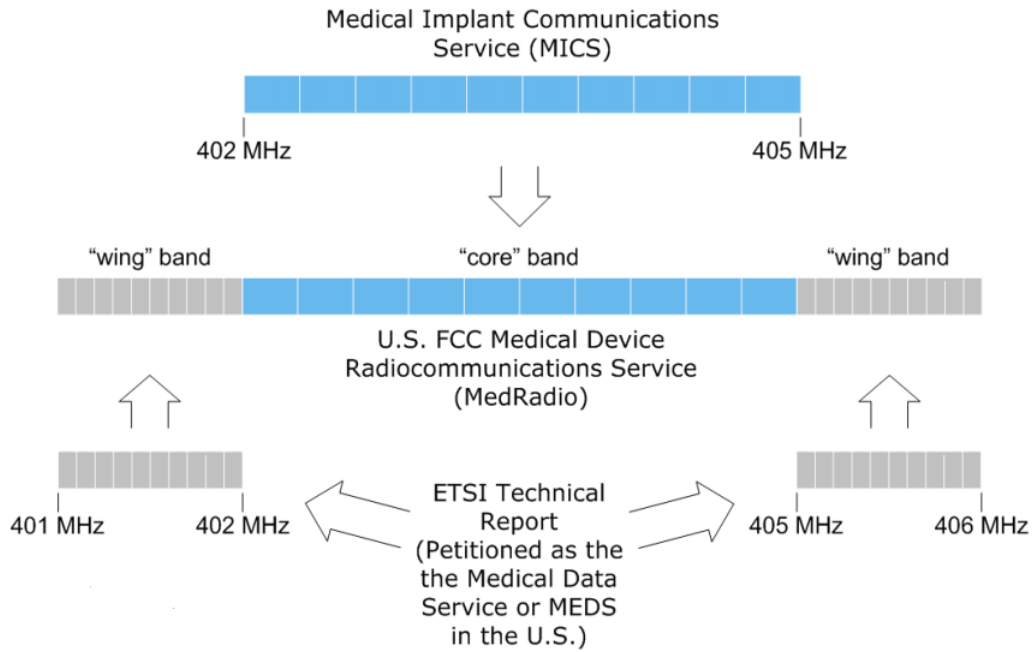 Medical Implant Communications
Service (MICS)
402 MHz
405 MHz
“wing” band
“core” band
“wing” band
U.S. FCC Medical Device
Radiocommunications Service
(MedRadio)
401 MHz
402 MHz
ETSI Technical
Report
(Petitioned as the
the Medical Data
Service or MEDS
in the U.S.)
405 MHz
406 MHz